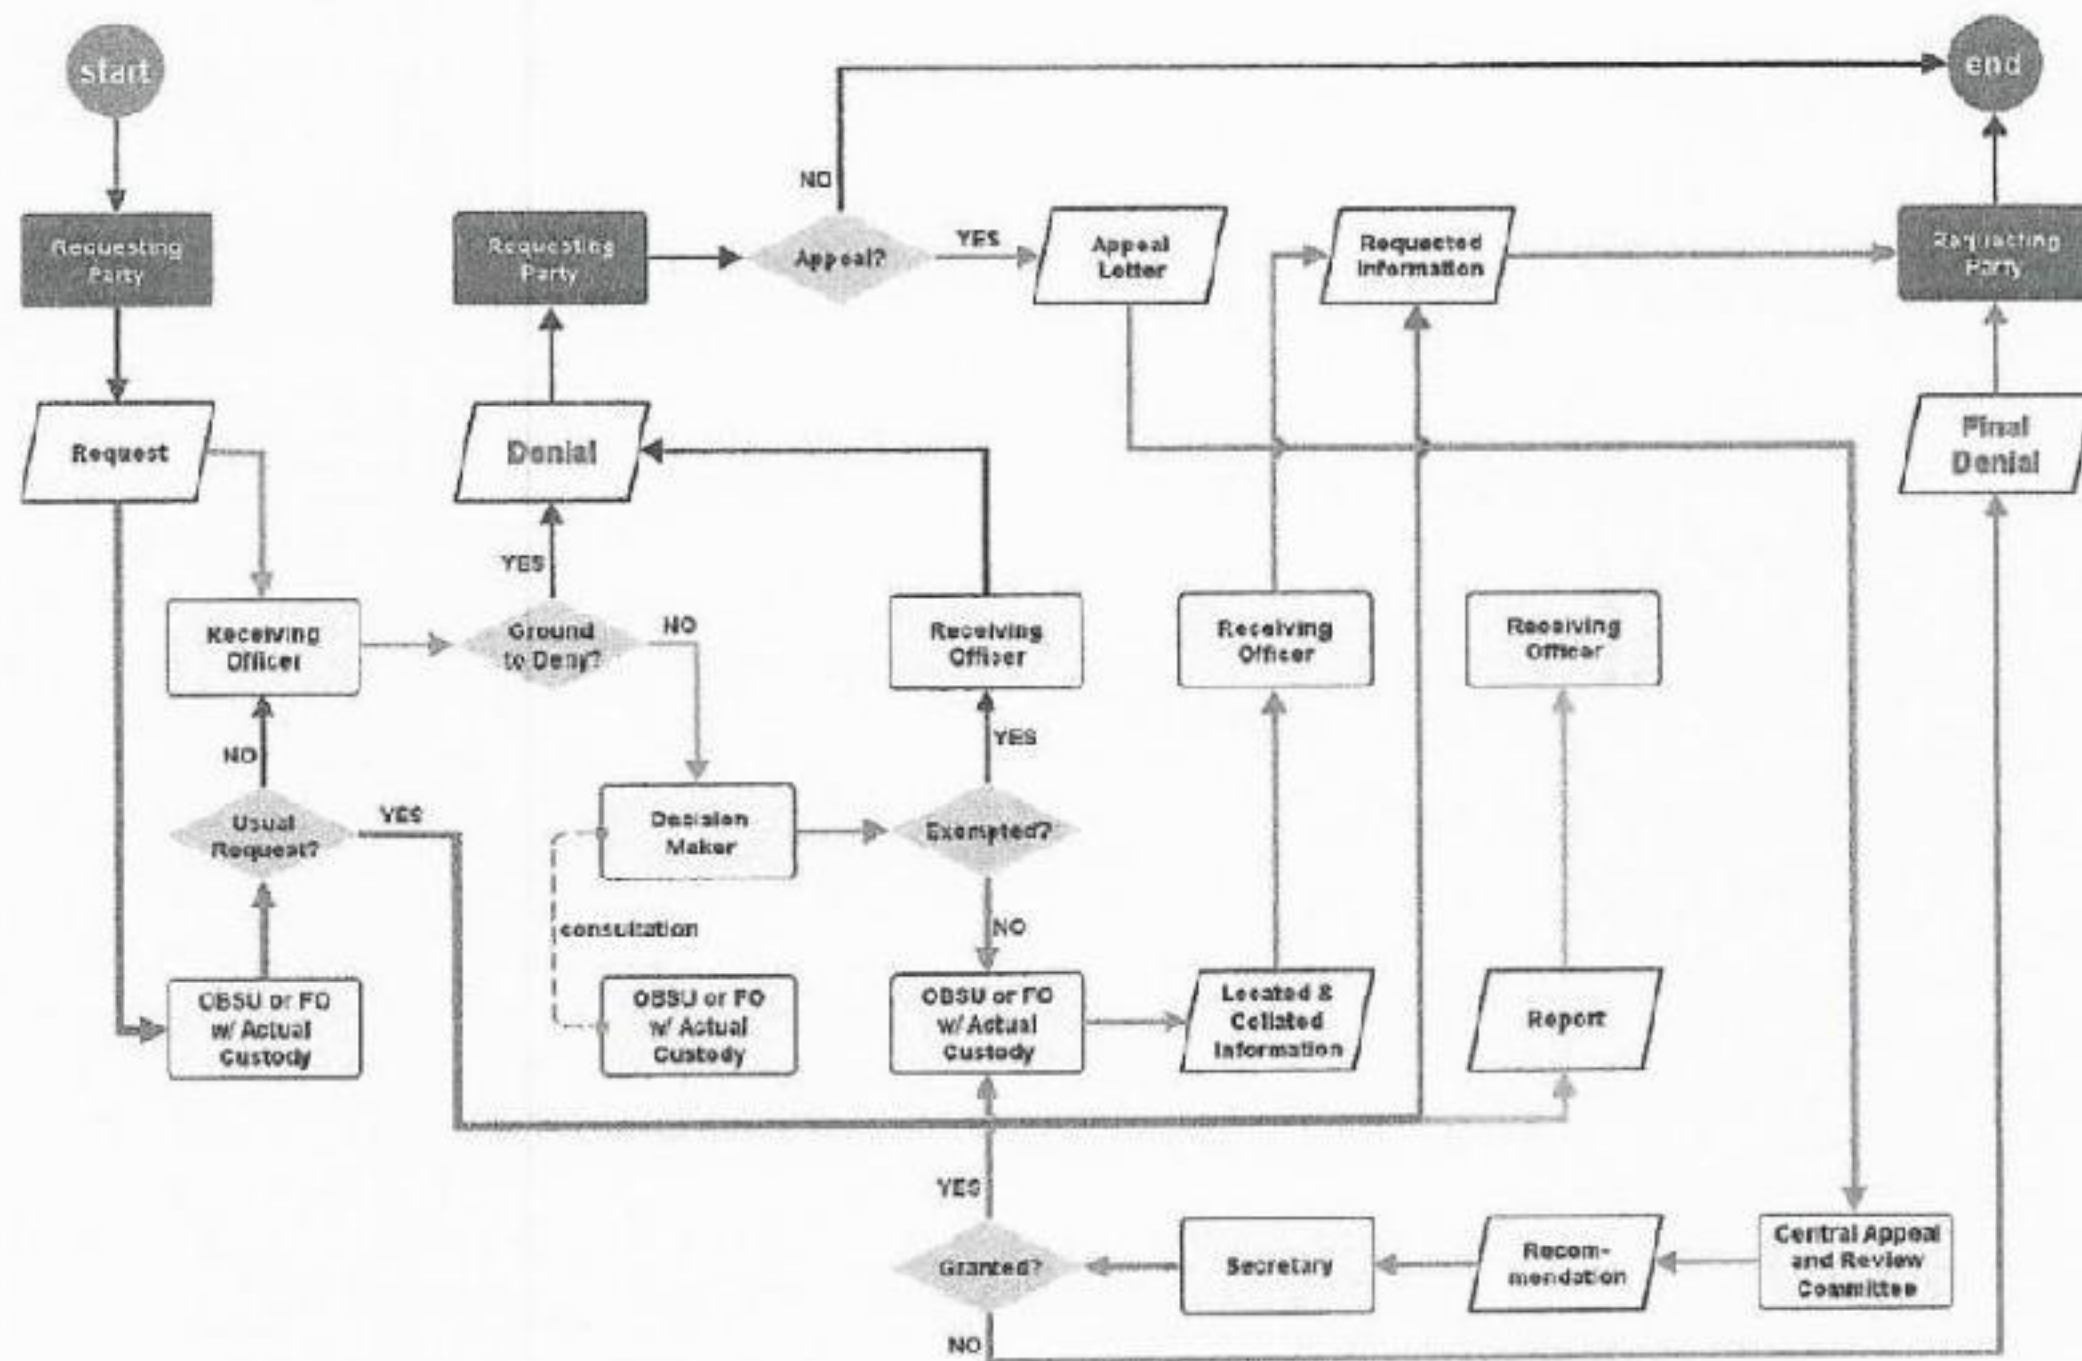 start
end
NO
Requesting
Party
Requesting
Party
Appeal?
YES
Appeal
Letter
Requested
Information
Requesting
Party
Request
Denial
Final
Denial
YES
Receiving
Officer
Ground
to Deny?
NO
Receiving
Officer
Receiving
Officer
Receiving
Officer
NO
YES
Usual
Request?
YES
Decision
Maker
Exempted?
consultation
NO
OBSU or FO
w/ Actual
Custody
OBSU or FO
w/ Actual
Custody
OBSU or FO
w/ Actual
Custody
Located &
Collated
Information
Report
YES
Granted?
Secretary
Recom-
mendation
Central Appeal
and Review
Committee
NO